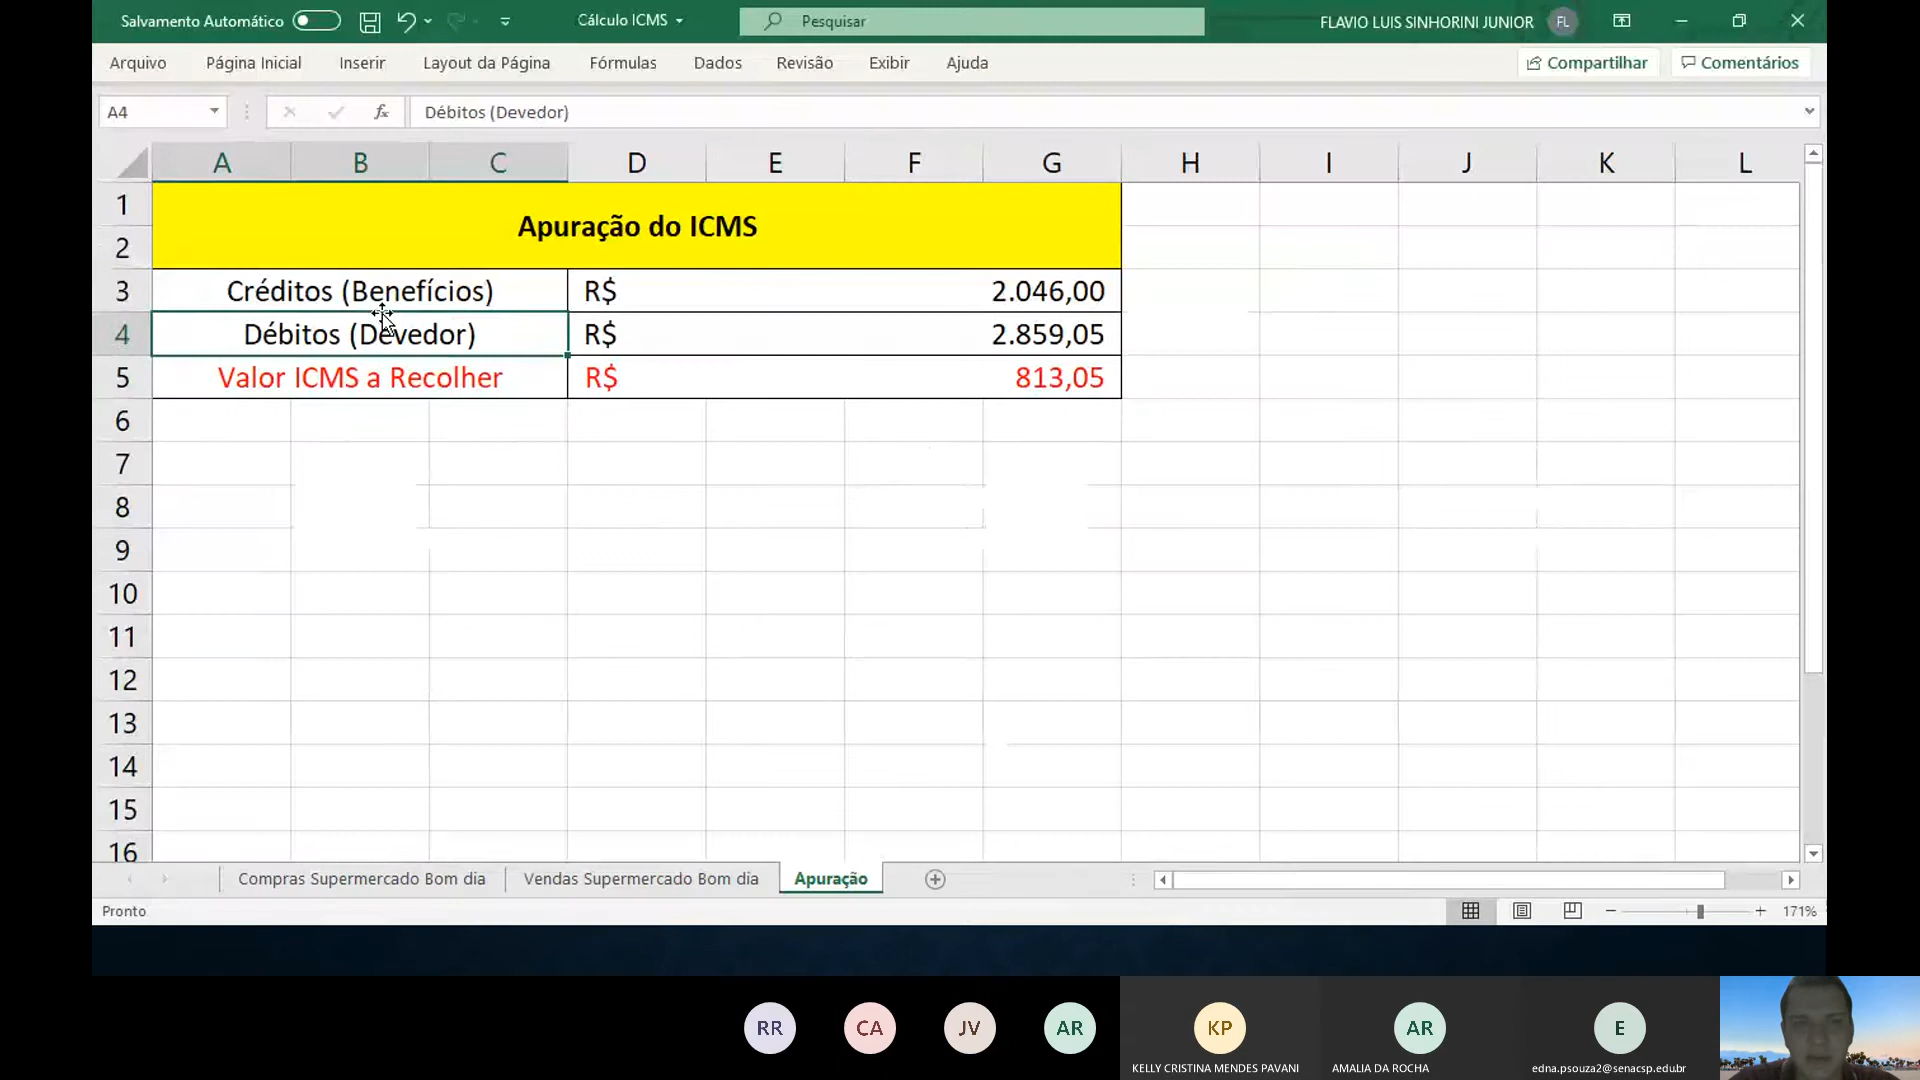 Salvamento Automático
Cálculo ICMS
Pesquisar
FLAVIO LUIS SINHORINI JUNIOR
FL
Arquivo
Página Inicial
Inserir
Layout da Página
Fórmulas
Dados
Revisão
Exibir
Ajuda
Compartilhar
Comentários
A4
fx
Débitos (Devedor)
A B C D E F G H I J K L
1
Apuração do ICMS
2
3 Créditos (Benefícios) R$ 2.046,00
4 Débitos (Devedor) R$ 2.859,05
5 Valor ICMS a Recolher R$ 813,05
6
7
8
9
10
11
12
13
14
15
16
Compras Supermercado Bom dia
Vendas Supermercado Bom dia
Apuração
Pronto
171%
RR
CA
JV
AR
KP
AR
E
KELLY CRISTINA MENDES PAVANI
AMALIA DA ROCHA
edna.psouza2@senacsp.edu.br